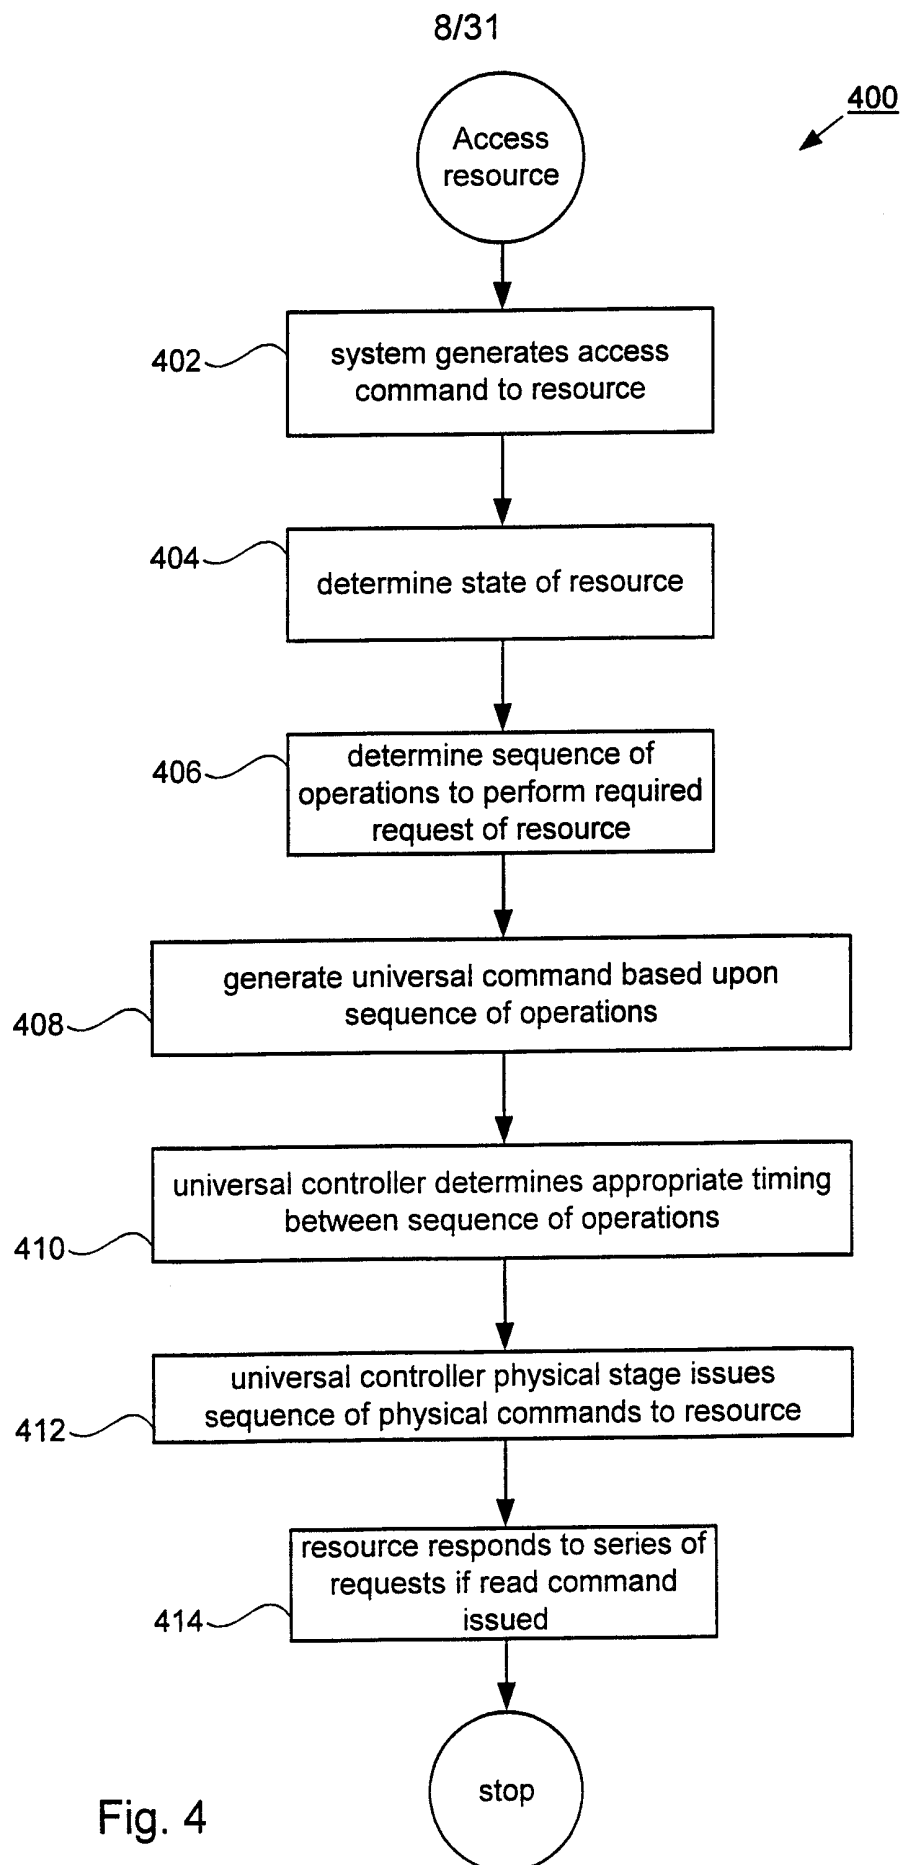 8/31
400
Access
resource
402
system generates access
command to resource
404
determine state of resource
406
determine sequence of
operations to perform required
request of resource
408
generate universal command based upon
sequence of operations
410
universal controller determines appropriate timing
between sequence of operations
412
universal controller physical stage issues
sequence of physical commands to resource
414
resource responds to series of
requests if read command
issued
stop
Fig. 4